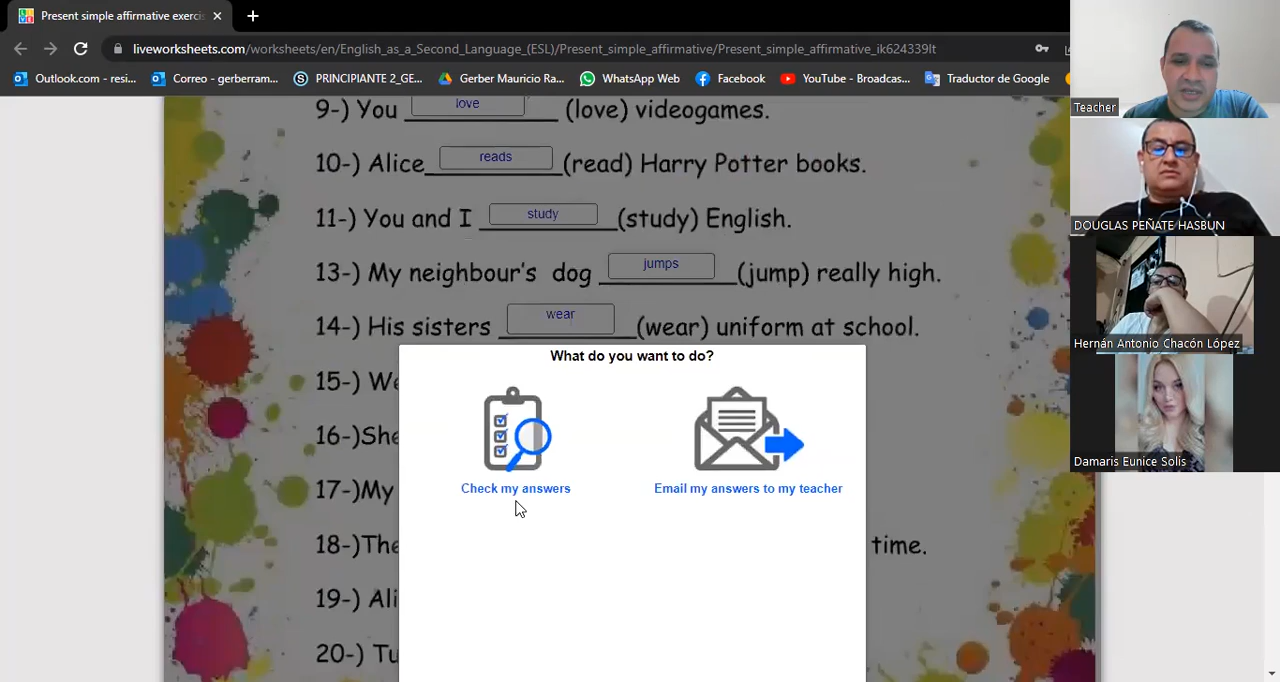 Present simple affirmative exerci
liveworksheets.com/worksheets/en/English_as_a_Second_Language_(ESL)/Present_simple_affirmative/Present_simple_affirmative_ik624339lt
Outlook.com - resi... Correo - gerberram... PRINCIPIANTE 2_GE... Gerber Mauricio Ra... WhatsApp Web Facebook YouTube - Broadcas... Traductor de Google
9-) You love (love) videogames.
10-) Alice reads (read) Harry Potter books.
11-) You and I study (study) English.
13-) My neighbour's dog jumps (jump) really high.
14-) His sisters wear (wear) uniform at school.
15-) We
16-)She
17-)My
18-)The time.
19-) Ali
20-) Tu
What do you want to do?
Check my answers
Email my answers to my teacher
Teacher
DOUGLAS PEÑATE HASBUN
Hernán Antonio Chacón López
Damaris Eunice Solis